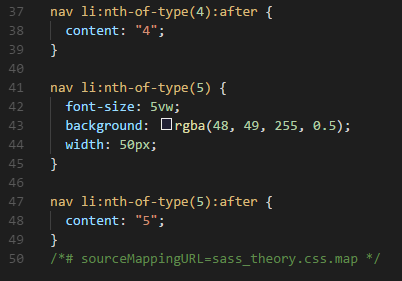 37 nav li:nth-of-type(4):after {
38 content: "4";
39 }
40
41 nav li:nth-of-type(5) {
42 font-size: 5vw;
43 background: rgba(48, 49, 255, 0.5);
44 width: 50px;
45 }
46
47 nav li:nth-of-type(5):after {
48 content: "5";
49 }
50 /*# sourceMappingURL=sass_theory.css.map */